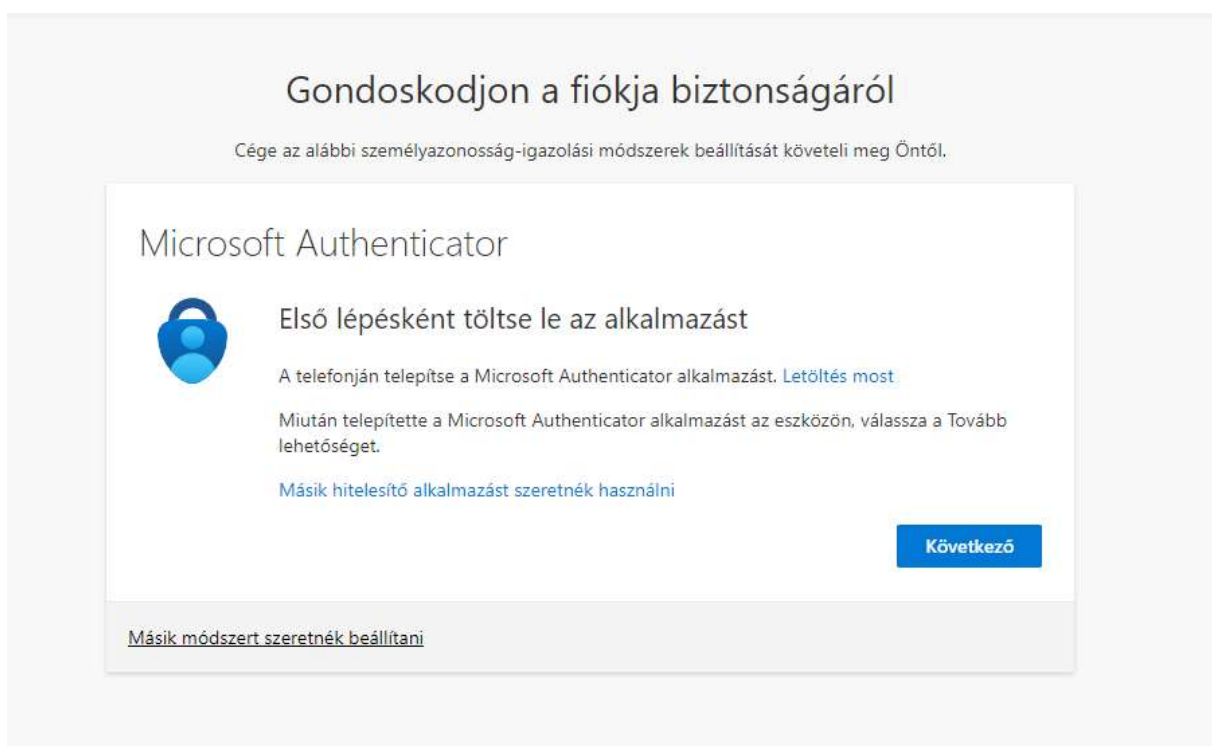 Gondoskodjon a fiókja biztonságáról
Cége az alábbi személyazonosság-igazolási módszerek beállítását követeli meg Öntől.
Microsoft Authenticator
Első lépésként töltse le az alkalmazást
A telefonján telepítse a Microsoft Authenticator alkalmazást. Letöltés most
Miután telepítette a Microsoft Authenticator alkalmazást az eszközön, válassza a Tovább
lehetőséget.
Másik hitelesítő alkalmazást szeretnék használni
Következő
Másik módszert szeretnék beállítani